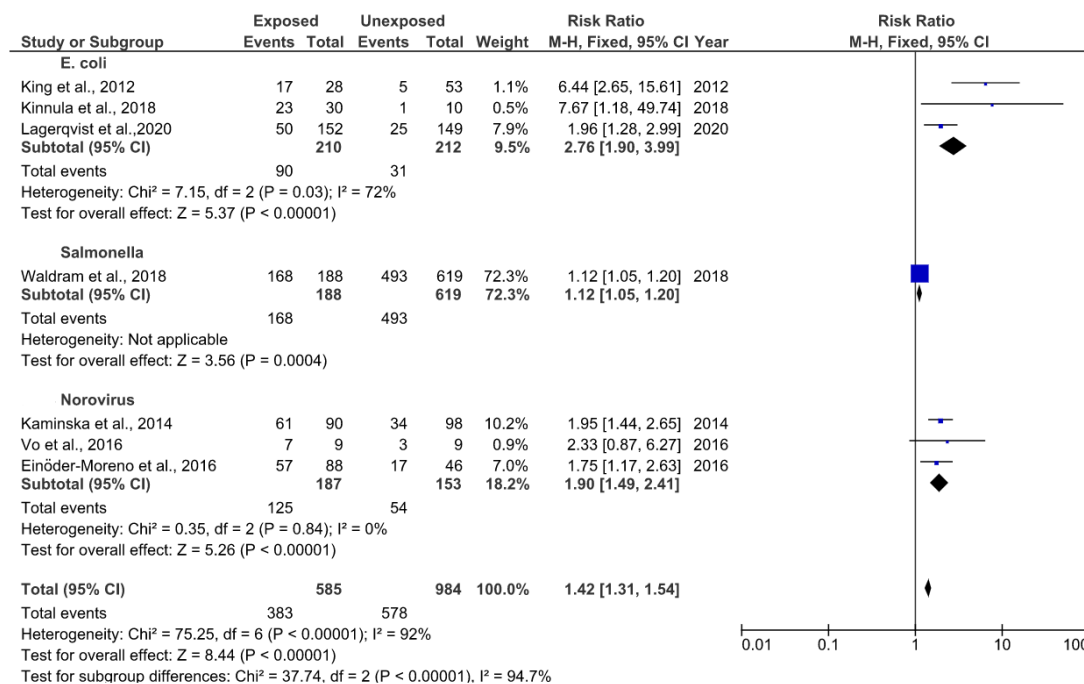 Exposed Unexposed Risk Ratio Risk Ratio
Study or Subgroup Events Total Events Total Weight M-H, Fixed, 95% CI Year M-H, Fixed, 95% CI
E. coli
King et al., 2012 17 28 5 53 1.1% 6.44 [2.65, 15.61] 2012
Kinnula et al., 2018 23 30 1 10 0.5% 7.67 [1.18, 49.74] 2018
Lagerqvist et al.,2020 50 152 25 149 7.9% 1.96 [1.28, 2.99] 2020
Subtotal (95% CI) 210 212 9.5% 2.76 [1.90, 3.99]
Total events 90 31
Heterogeneity: Chi² = 7.15, df = 2 (P = 0.03); I² = 72%
Test for overall effect: Z = 5.37 (P < 0.00001)
Salmonella
Waldram et al., 2018 168 188 493 619 72.3% 1.12 [1.05, 1.20] 2018
Subtotal (95% CI) 188 619 72.3% 1.12 [1.05, 1.20]
Total events 168 493
Heterogeneity: Not applicable
Test for overall effect: Z = 3.56 (P = 0.0004)
Norovirus
Kaminska et al., 2014 61 90 34 98 10.2% 1.95 [1.44, 2.65] 2014
Vo et al., 2016 7 9 3 9 0.9% 2.33 [0.87, 6.27] 2016
Einöder-Moreno et al., 2016 57 88 17 46 7.0% 1.75 [1.17, 2.63] 2016
Subtotal (95% CI) 187 153 18.2% 1.90 [1.49, 2.41]
Total events 125 54
Heterogeneity: Chi² = 0.35, df = 2 (P = 0.84); I² = 0%
Test for overall effect: Z = 5.26 (P < 0.00001)
Total (95% CI) 585 984 100.0% 1.42 [1.31, 1.54]
Total events 383 578
Heterogeneity: Chi² = 75.25, df = 6 (P < 0.00001); I² = 92%
Test for overall effect: Z = 8.44 (P < 0.00001)
Test for subgroup differences: Chi² = 37.74, df = 2 (P < 0.00001), I² = 94.7%
0.01 0.1 1 10 100